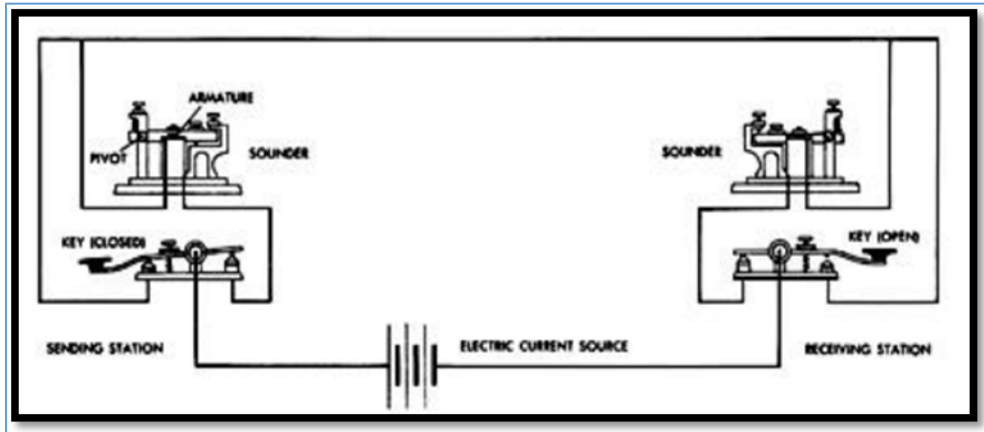 ARMATURE
PIVOT
SOUNDER
SOUNDER
KEY (CLOSED)
KEY (OPEN)
SENDING STATION
ELECTRIC CURRENT SOURCE
RECEIVING STATION